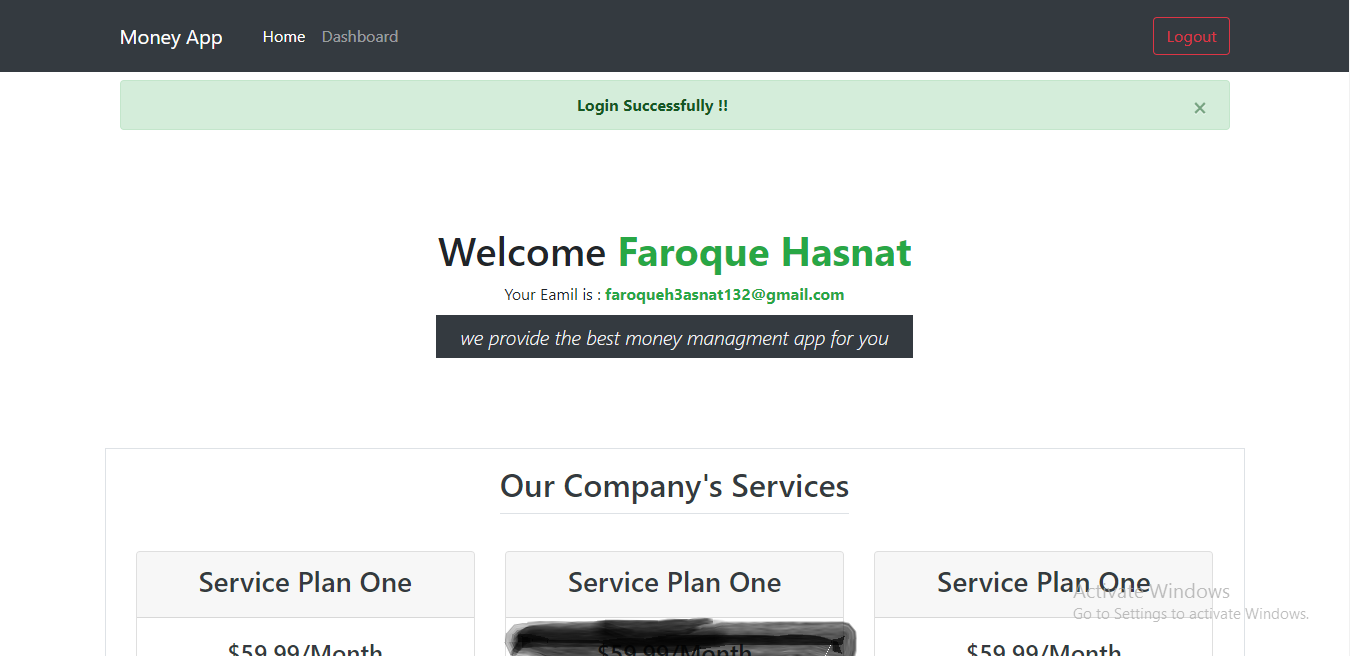 Money App Home Dashboard Logout
Login Successfully !! ×
Welcome Faroque Hasnat
Your Eamil is : faroqueh3asnat132@gmail.com
we provide the best money managment app for you
Our Company's Services
Service Plan One Service Plan One Service Plan One
Activate Windows
Go to Settings to activate Windows.
$59.99/Month $59.99/Month $59.99/Month